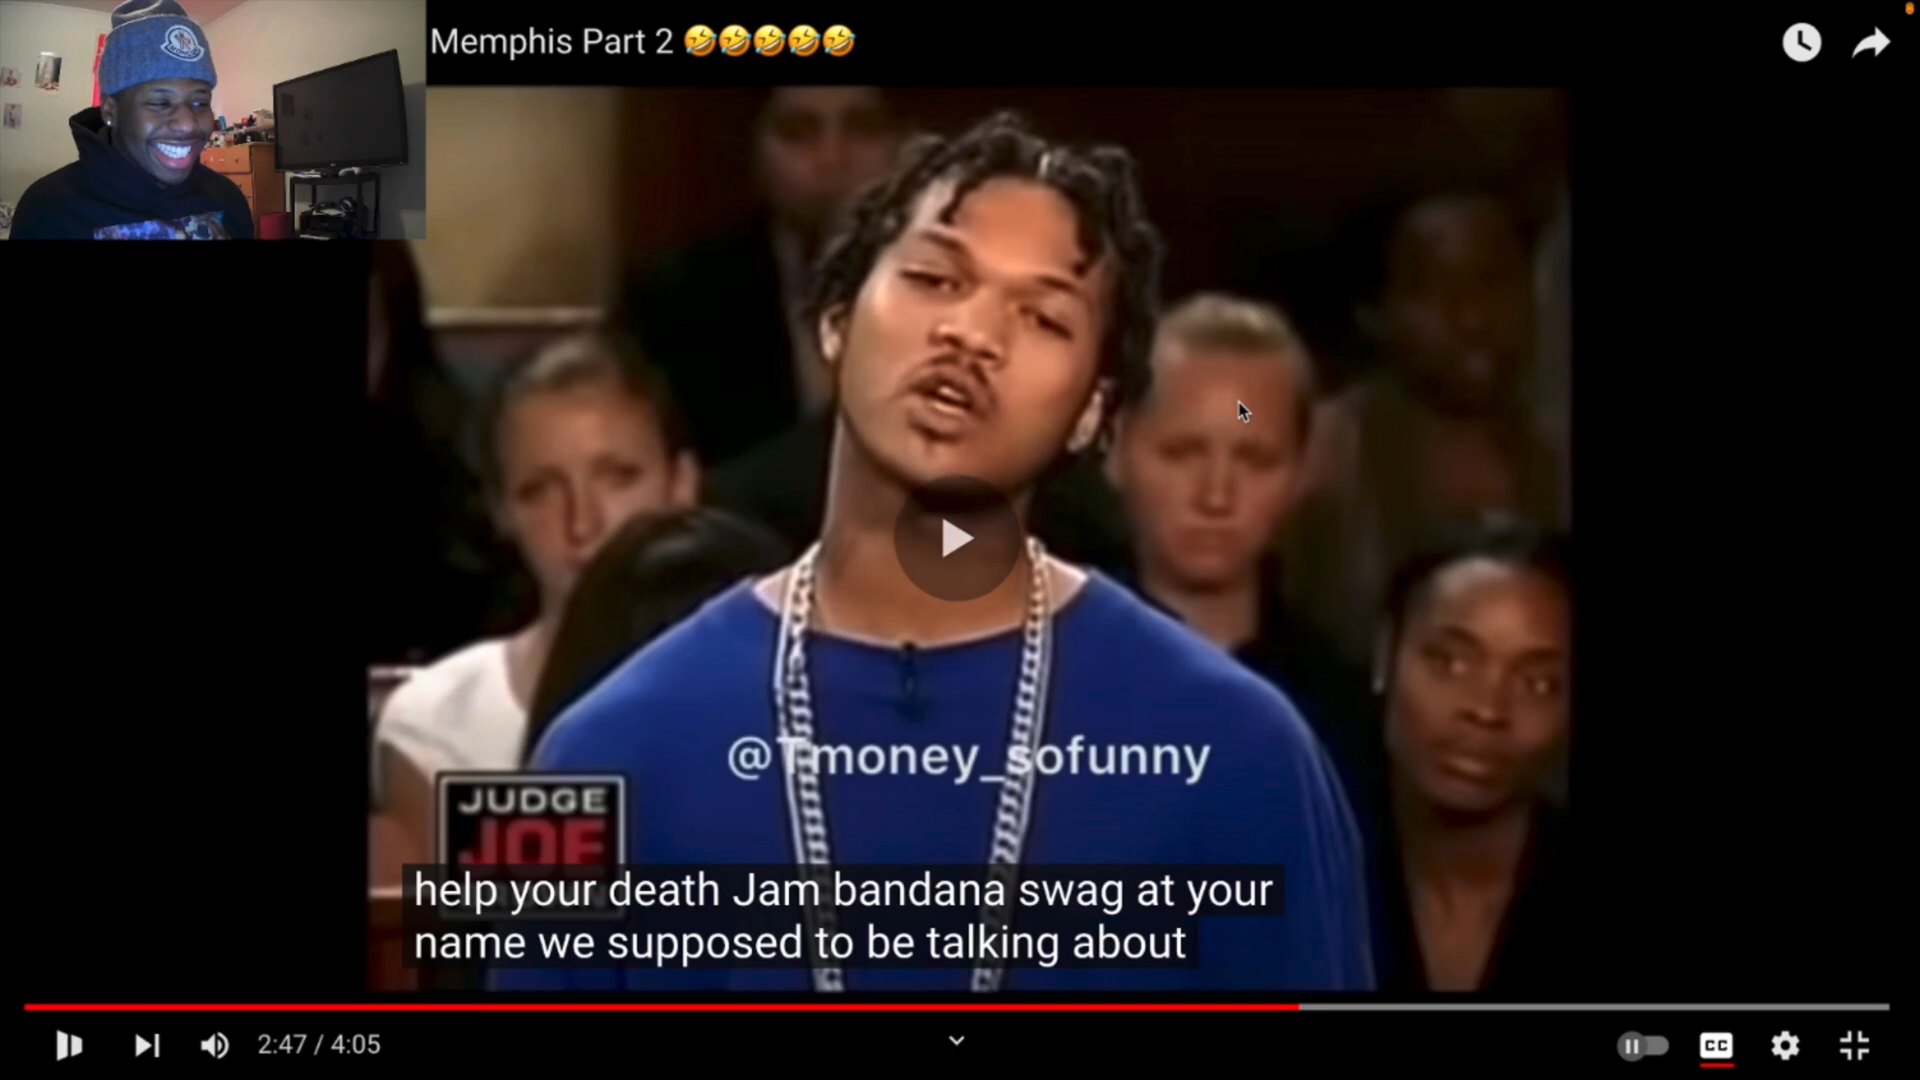 Memphis Part 2 🤣🤣🤣🤣🤣
@Tmoney_sofunny
JUDGE
JOE
help your death Jam bandana swag at your
name we supposed to be talking about
2:47 / 4:05
CC